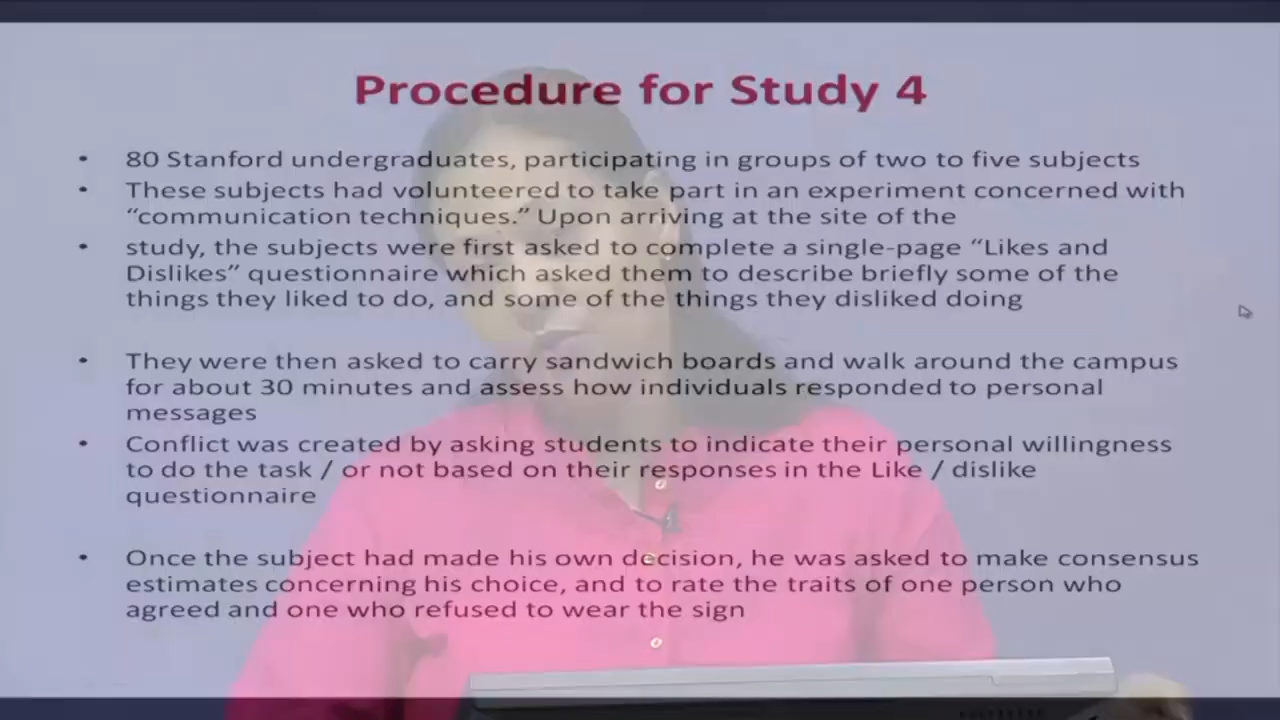 Procedure for Study 4
• 80 Stanford undergraduates, participating in groups of two to five subjects
• These subjects had volunteered to take part in an experiment concerned with
“communication techniques.” Upon arriving at the site of the
• study, the subjects were first asked to complete a single-page “Likes and
Dislikes” questionnaire which asked them to describe briefly some of the
things they liked to do, and some of the things they disliked doing
• They were then asked to carry sandwich boards and walk around the campus
for about 30 minutes and assess how individuals responded to personal
messages
• Conflict was created by asking students to indicate their personal willingness
to do the task / or not based on their responses in the Like / dislike
questionnaire
• Once the subject had made his own decision, he was asked to make consensus
estimates concerning his choice, and to rate the traits of one person who
agreed and one who refused to wear the sign